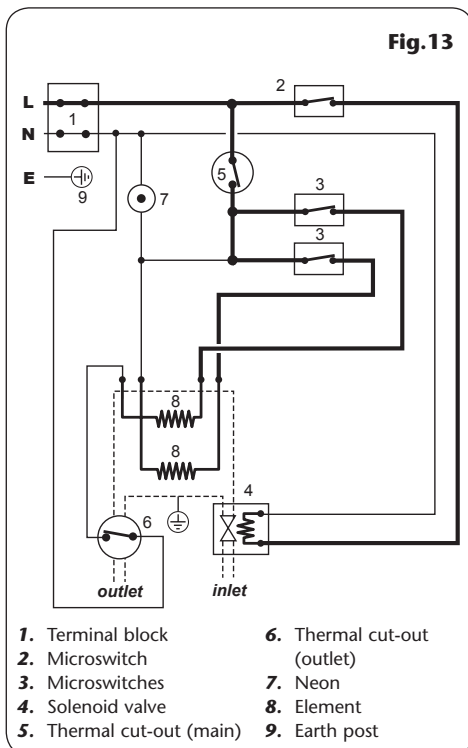 Fig.13
2
L
1
N
5
3
E
9
7
3
8
8
4
6
outlet
inlet
1. Terminal block
2. Microswitch
3. Microswitches
4. Solenoid valve
5. Thermal cut-out (main)
6. Thermal cut-out
(outlet)
7. Neon
8. Element
9. Earth post